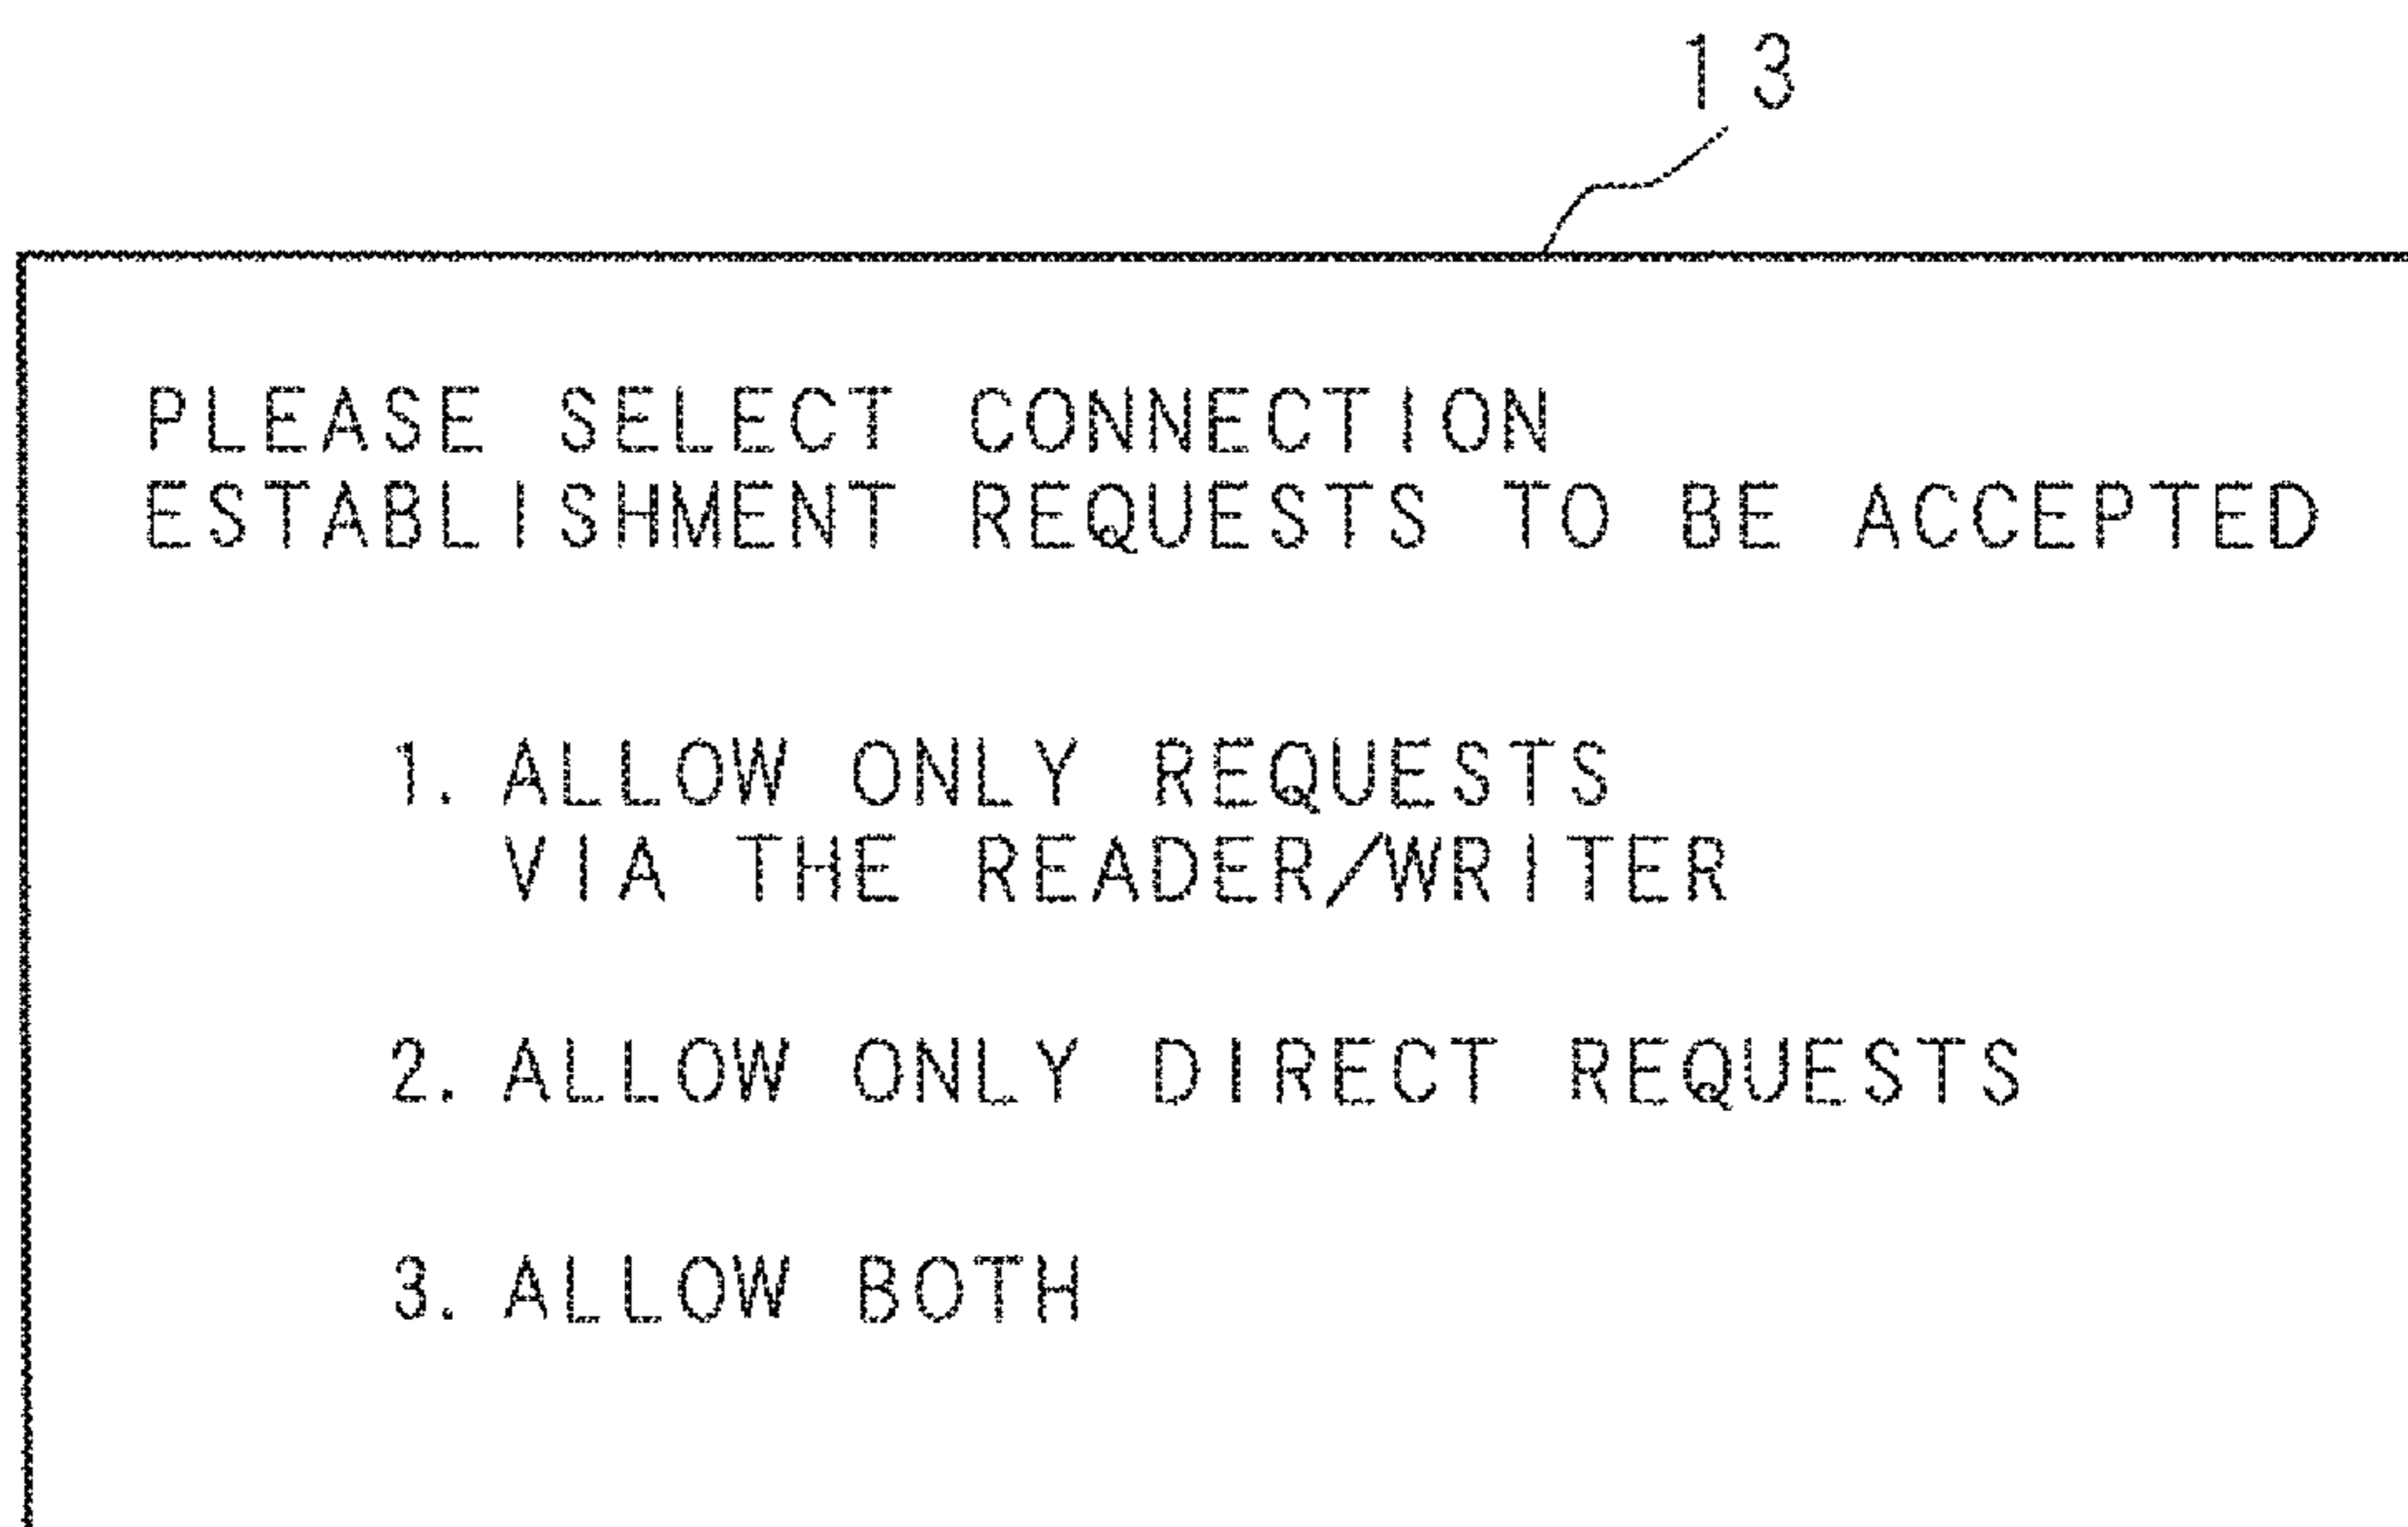 13
PLEASE SELECT CONNECTION
ESTABLISHMENT REQUESTS TO BE ACCEPTED
1. ALLOW ONLY REQUESTS
VIA THE READER/WRITER
2. ALLOW ONLY DIRECT REQUESTS
3. ALLOW BOTH